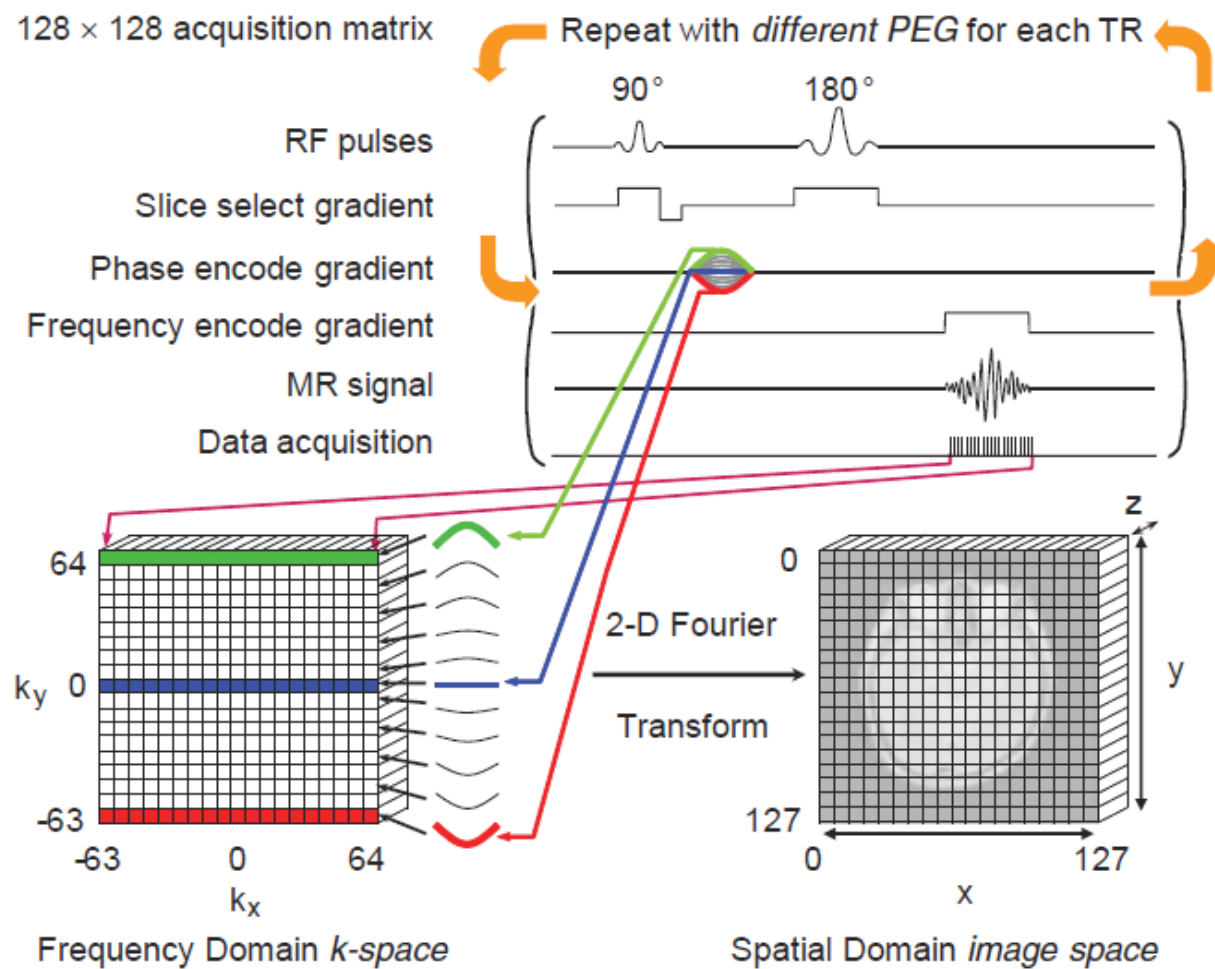 128 × 128 acquisition matrix
Repeat with different PEG for each TR
90°
180°
RF pulses
Slice select gradient
Phase encode gradient
Frequency encode gradient
MR signal
Data acquisition
64
k_y 0
-63
-63 0 64
k_x
Frequency Domain k-space
2-D Fourier
Transform
z
0
y
127
0 127
x
Spatial Domain image space